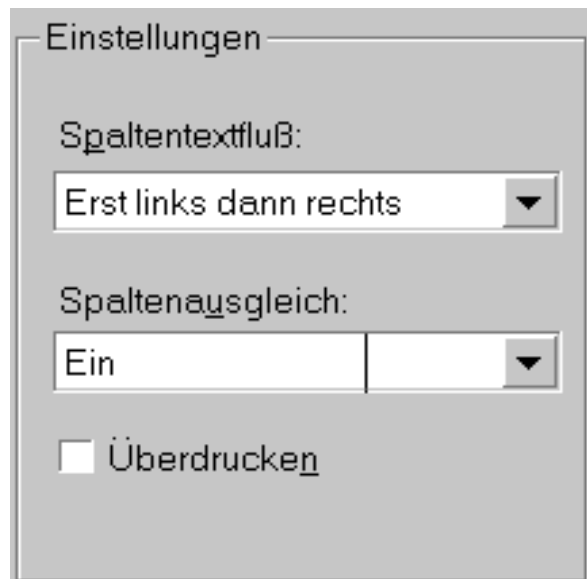 Einstellungen
Spaltentextfluß:
Erst links dann rechts
Spaltenausgleich:
Ein
Überdrucken